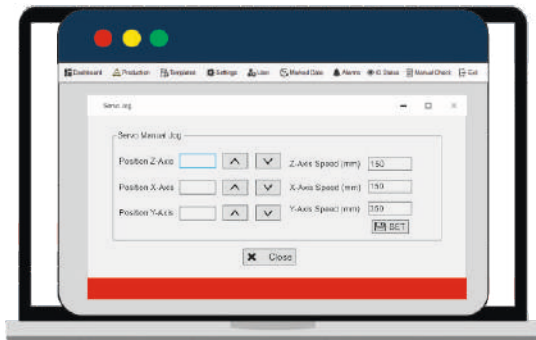 Dashboard Production Templates Settings User Manual Data Alarms IO Status Manual Check Exit
Servo Jog
Servo Manual Jog
Position Z-Axis Z-Axis Speed (mm) 150
Position X-Axis X-Axis Speed (mm) 150
Position Y-Axis Y-Axis Speed (mm) 350
SET
Close